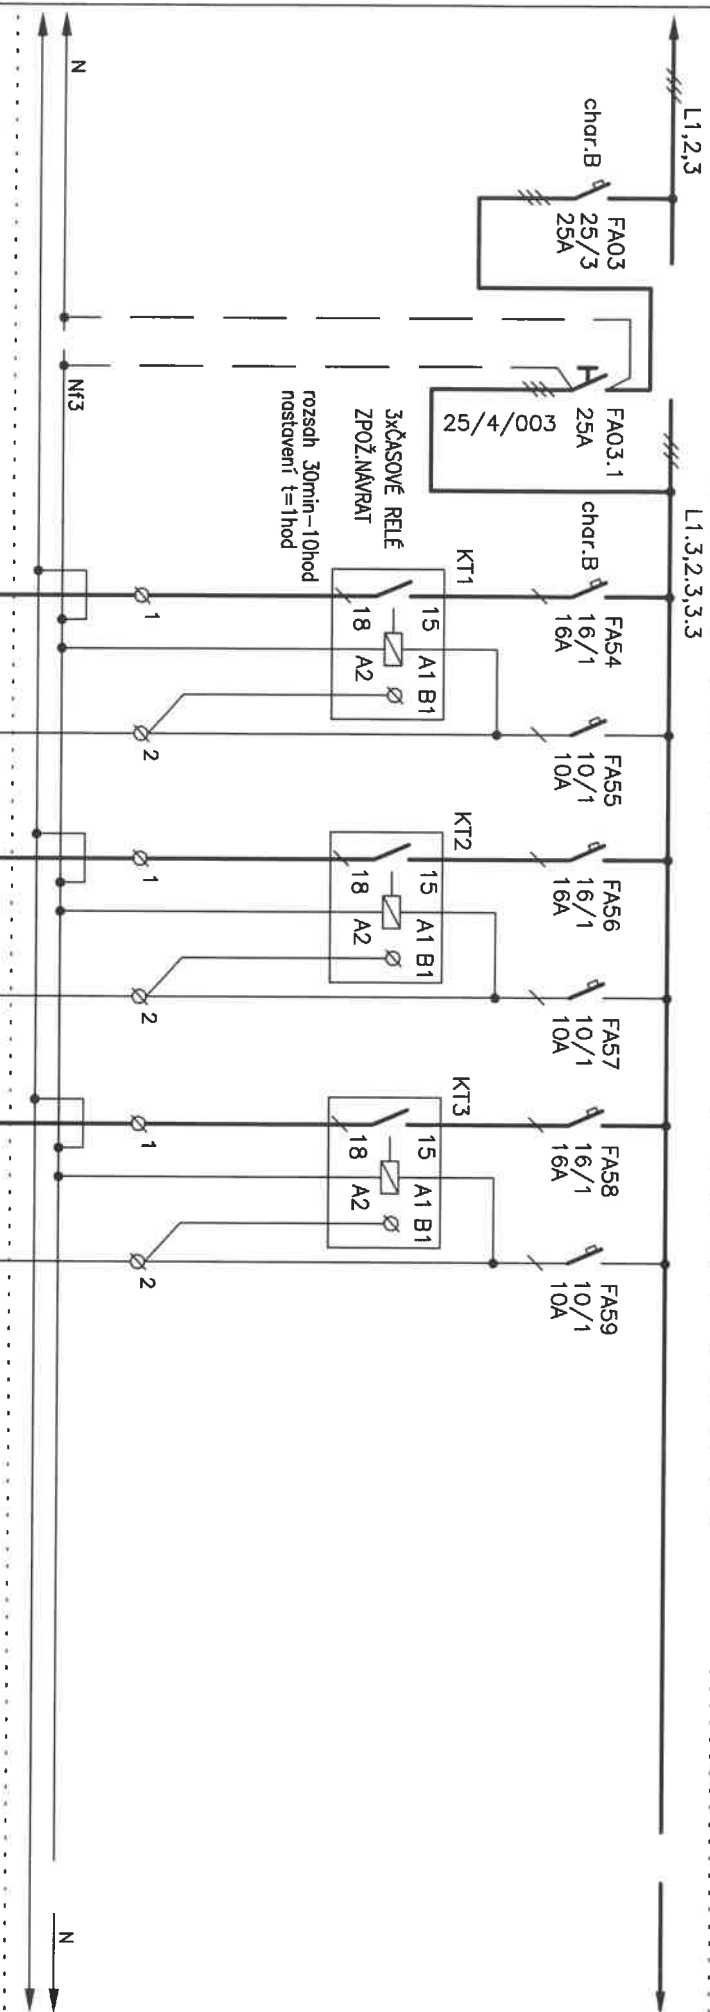 L1,2,3
char.B
FA03
25/3
25A
FA03.1
25A
25/4/003
L1.3,2.3,3.3
char.B
FA54
16/1
16A
FA55
10/1
10A
FA56
16/1
16A
FA57
10/1
10A
FA58
16/1
16A
FA59
10/1
10A
3xČASOVÉ RELÉ
ZPOŽ.NÁVRAT
rozsah 30min-10hod
nastavení t=1hod
KT1
15
18
A1 B1
A2
KT2
15
18
A1 B1
A2
KT3
15
18
A1 B1
A2
1
2
1
2
1
2
N
Nf3
N